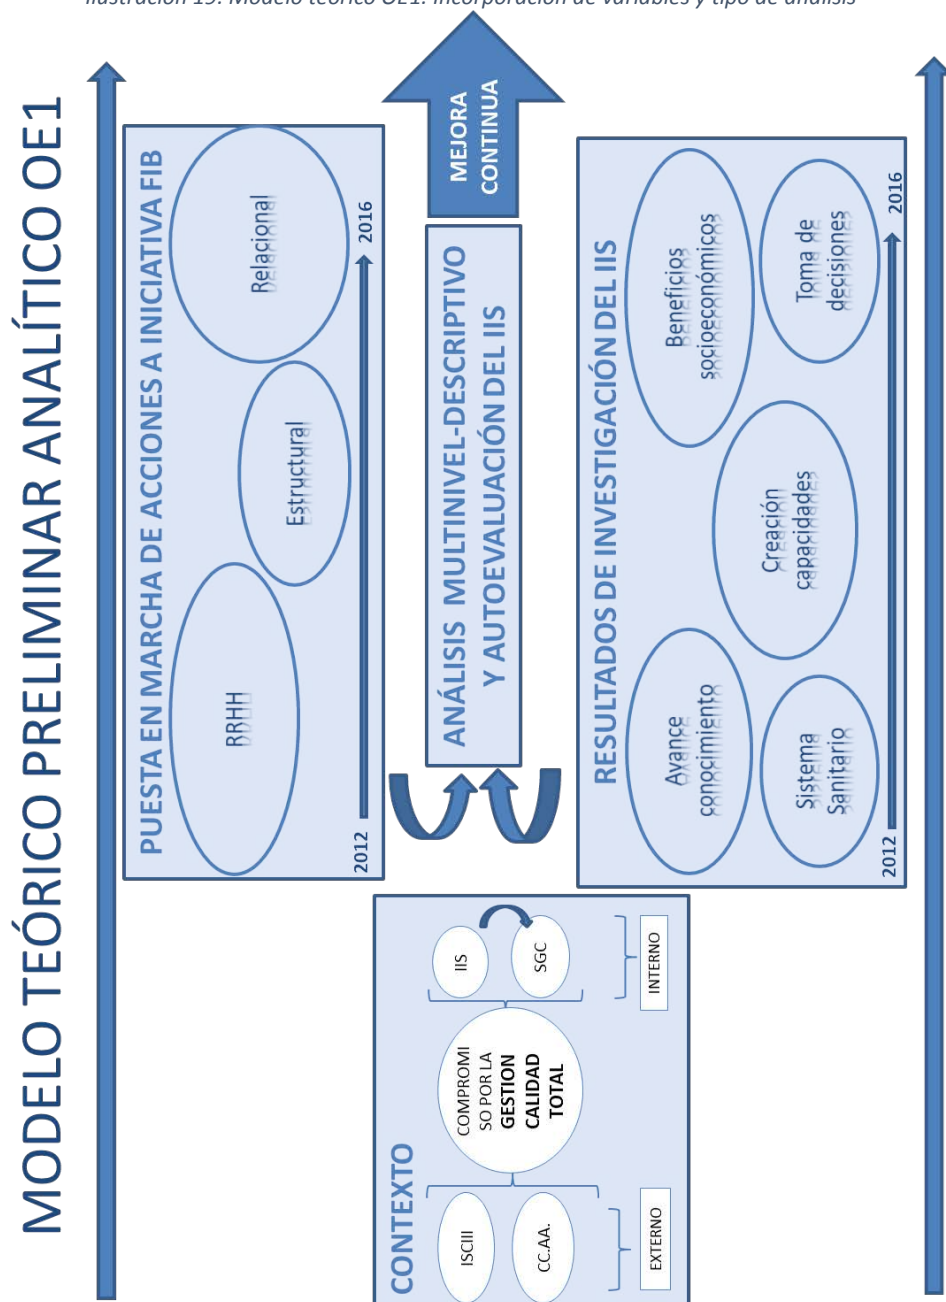 Ilustración Modelo teórico OE1: Incorporación de variables y tipo de análisis
MODELO TEÓRICO PRELIMINAR ANALÍTICO OE1
CONTEXTO
ISCIII
CC.AA.
EXTERNO
COMPROMI
SO POR LA
GESTION
CALIDAD
TOTAL
IIS
SGC
INTERNO
PUESTA EN MARCHA DE ACCIONES A INICIATIVA FIB
RRHH
Estructural
Relacional
2012
2016
ANÁLISIS MULTINIVEL-DESCRIPTIVO
Y AUTOEVALUACIÓN DEL IIS
MEJORA
CONTINUA
RESULTADOS DE INVESTIGACIÓN DEL IIS
Avance
conocimiento
Sistema
Sanitario
Creación
capacidades
Beneficios
socioeconómicos
Toma de
decisiones
2012
2016